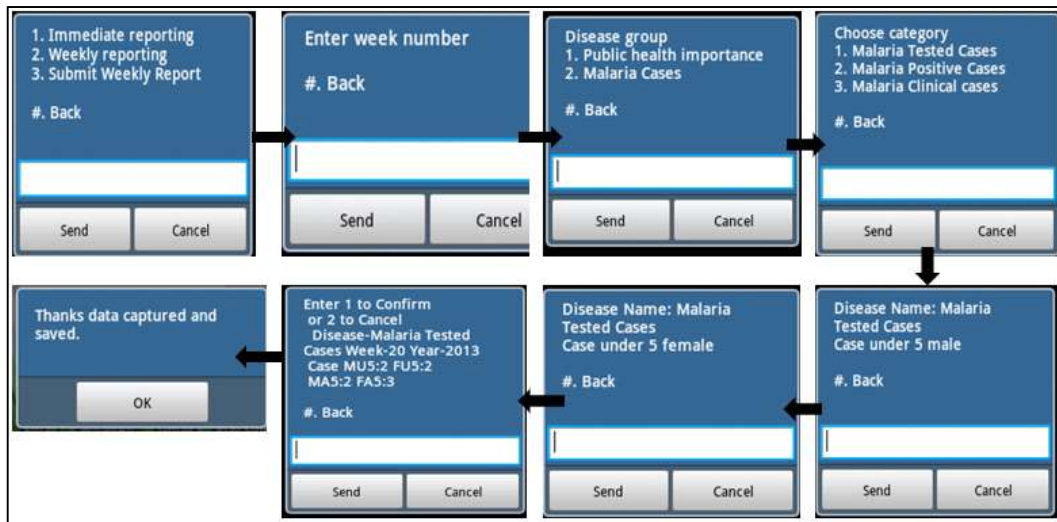 1. Immediate reporting
2. Weekly reporting
3. Submit Weekly Report
#. Back
Send
Cancel
Enter week number
#. Back
Send
Cancel
Disease group
1. Public health importance
2. Malaria Cases
#. Back
Send
Cancel
Choose category
1. Malaria Tested Cases
2. Malaria Positive Cases
3. Malaria Clinical cases
#. Back
Send
Cancel
Disease Name: Malaria
Tested Cases
Case under 5 male
#. Back
Send
Cancel
Disease Name: Malaria
Tested Cases
Case under 5 female
#. Back
Send
Cancel
Enter 1 to Confirm
or 2 to Cancel
Disease-Malaria Tested
Cases Week-20 Year-2013
Case MU5:2 FU5:2
MA5:2 FA5:3
#. Back
Send
Cancel
Thanks data captured and
saved.
OK